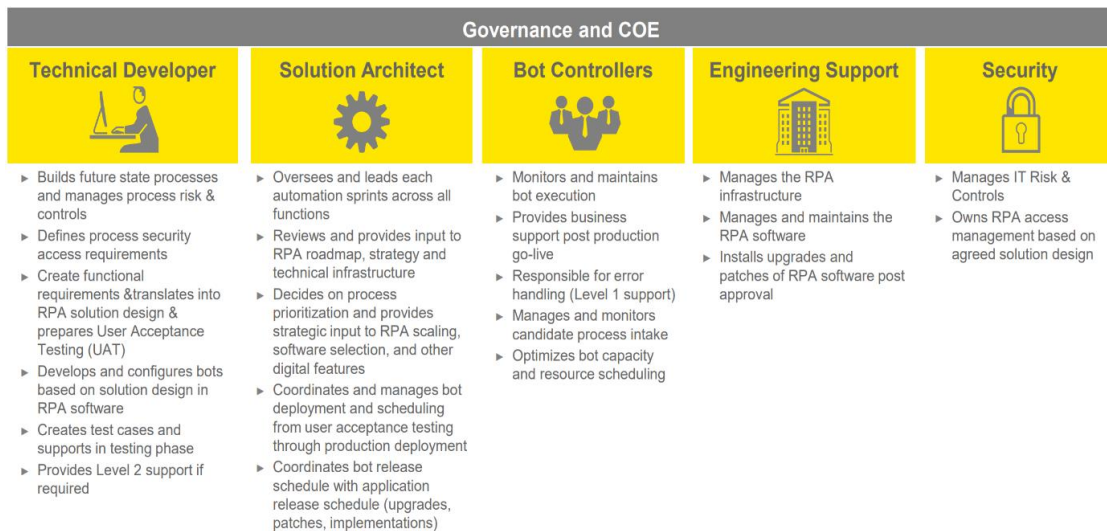 Governance and COE
Technical Developer
► Builds future state processes
and manages process risk &
controls
► Defines process security
access requirements
► Create functional
requirements &translates into
RPA solution design &
prepares User Acceptance
Testing (UAT)
► Develops and configures bots
based on solution design in
RPA software
► Creates test cases and
supports in testing phase
► Provides Level 2 support if
required
Solution Architect
► Oversees and leads each
automation sprints across all
functions
► Reviews and provides input to
RPA roadmap, strategy and
technical infrastructure
► Decides on process
prioritization and provides
strategic input to RPA scaling,
software selection, and other
digital features
► Coordinates and manages bot
deployment and scheduling
from user acceptance testing
through production deployment
► Coordinates bot release
schedule with application
release schedule (upgrades,
patches, implementations)
Bot Controllers
► Monitors and maintains
bot execution
► Provides business
support post production
go-live
► Responsible for error
handling (Level 1 support)
► Manages and monitors
candidate process intake
► Optimizes bot capacity
and resource scheduling
Engineering Support
► Manages the RPA
infrastructure
► Manages and maintains the
RPA software
► Installs upgrades and
patches of RPA software post
approval
Security
► Manages IT Risk &
Controls
► Owns RPA access
management based on
agreed solution design